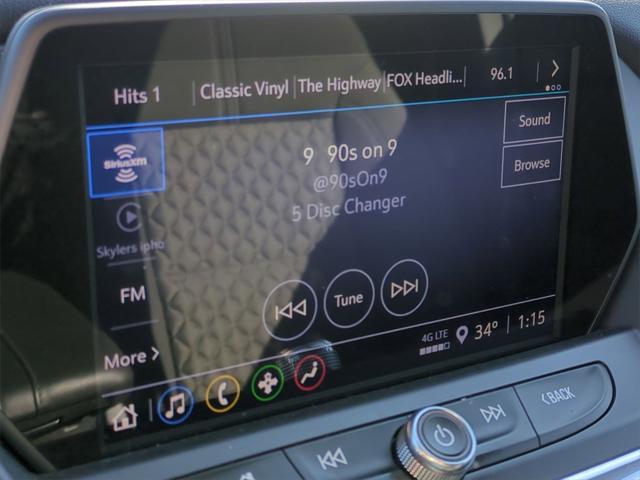 Hits 1 Classic Vinyl The Highway FOX Headli... 96.1
SiriusXM
9 90s on 9
Sound
@90sOn9
Browse
5 Disc Changer
Skylers ipho
FM
Tune
More
4G LTE 34° 1:15
BACK